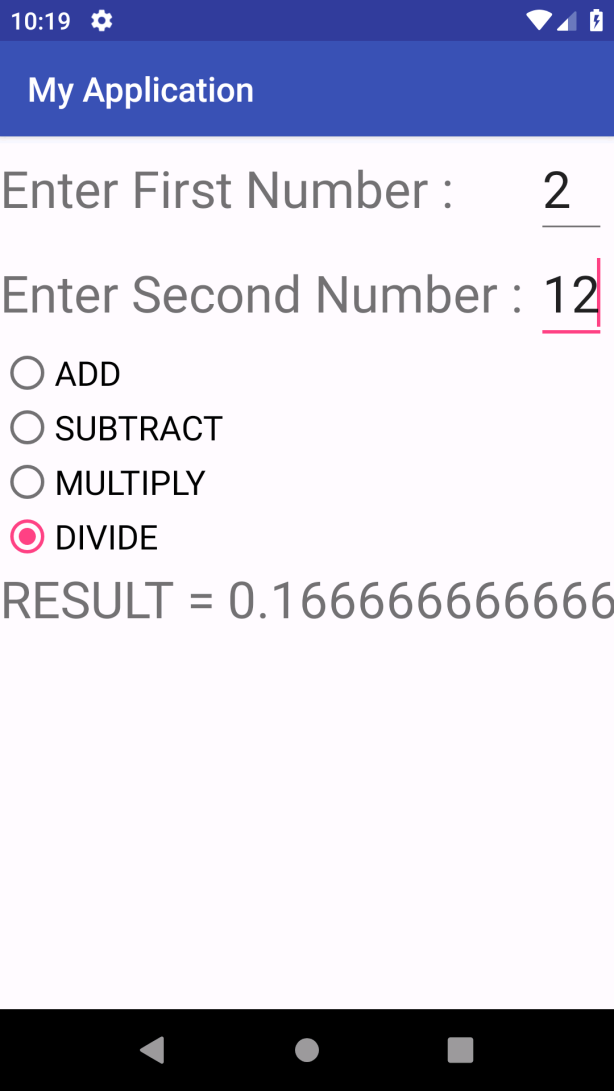 10:19
My Application
Enter First Number : 2
Enter Second Number : 12
ADD
SUBTRACT
MULTIPLY
DIVIDE
RESULT = 0.166666666666